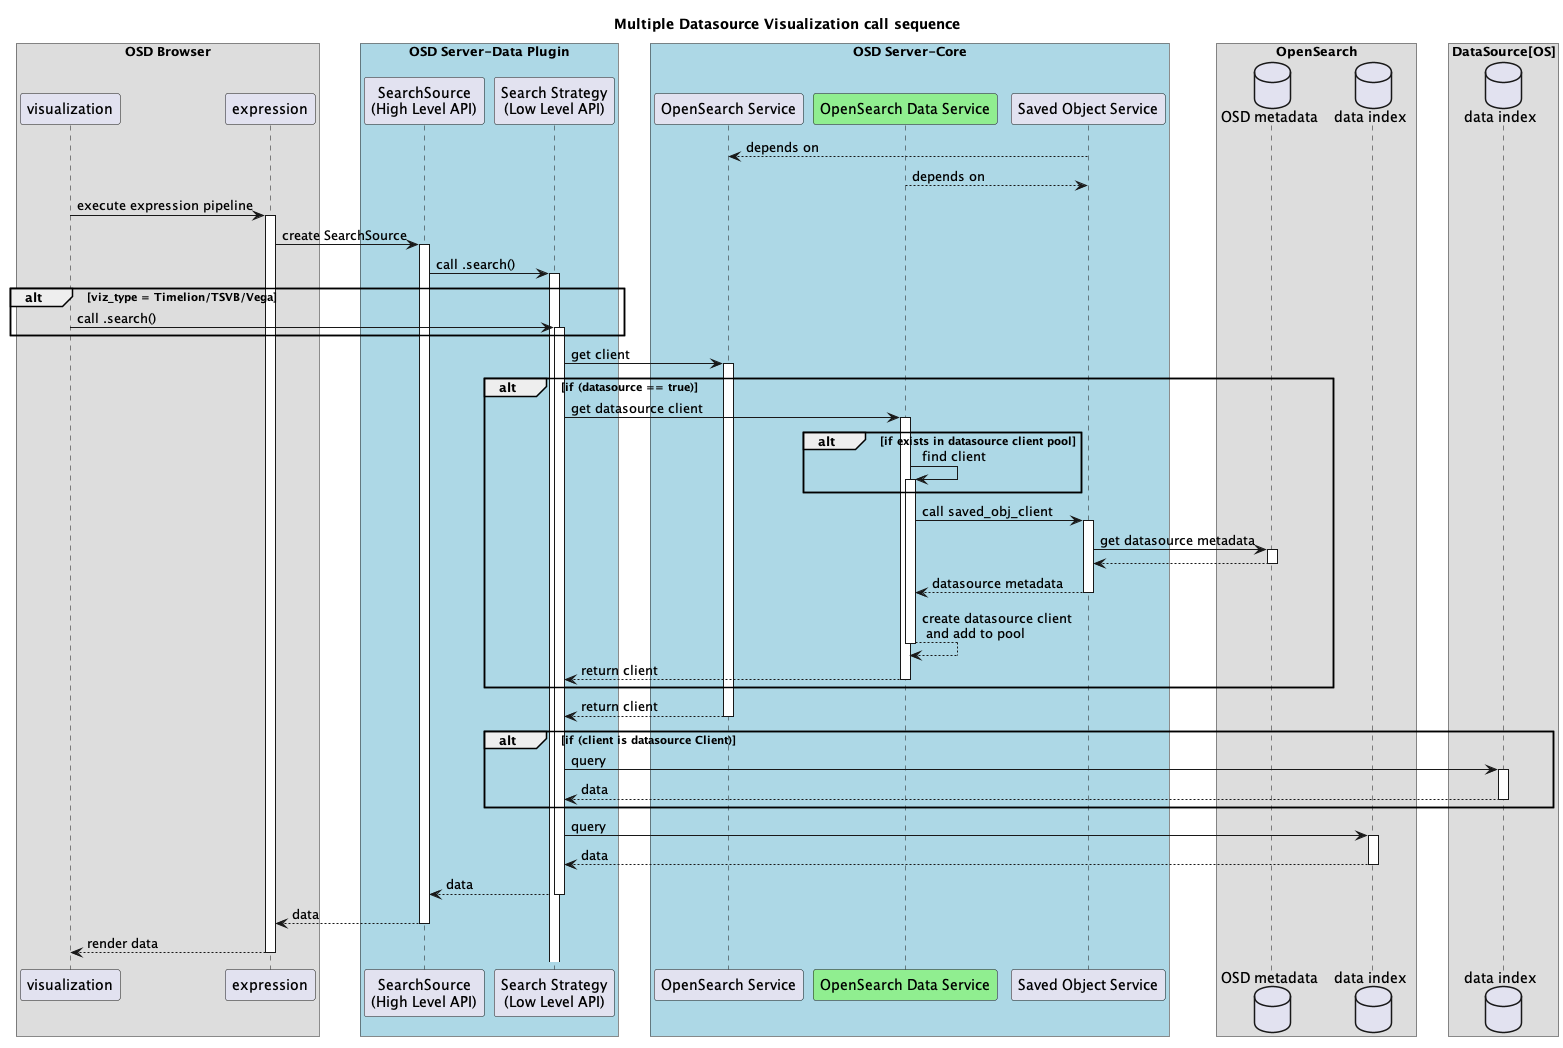 Multiple Datasource Visualization call sequence
OSD Browser
OSD Server-Data Plugin
OSD Server-Core
OpenSearch
DataSource[OS]
visualization
expression
SearchSource
(High Level API)
Search Strategy
(Low Level API)
OpenSearch Service
OpenSearch Data Service
Saved Object Service
OSD metadata
data index
data index
depends on
depends on
execute expression pipeline
create SearchSource
call .search()
alt
[viz_type = Timelion/TSVB/Vega]
call .search()
get client
alt
[if (datasource == true)]
get datasource client
alt
[if exists in datasource client pool]
find client
call saved_obj_client
get datasource metadata
datasource metadata
create datasource client
and add to pool
return client
return client
alt
[if (client is datasource Client)]
query
data
query
data
data
data
render data
visualization
expression
SearchSource
(High Level API)
Search Strategy
(Low Level API)
OpenSearch Service
OpenSearch Data Service
Saved Object Service
OSD metadata
data index
data index